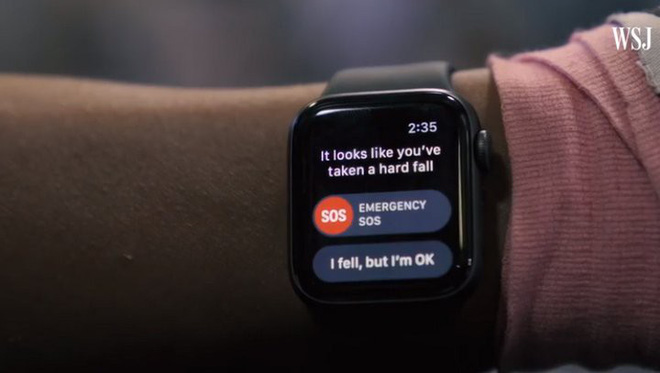 WSJ
2:35
It looks like you've
taken a hard fall
SOS
EMERGENCY
SOS
I fell, but I'm OK